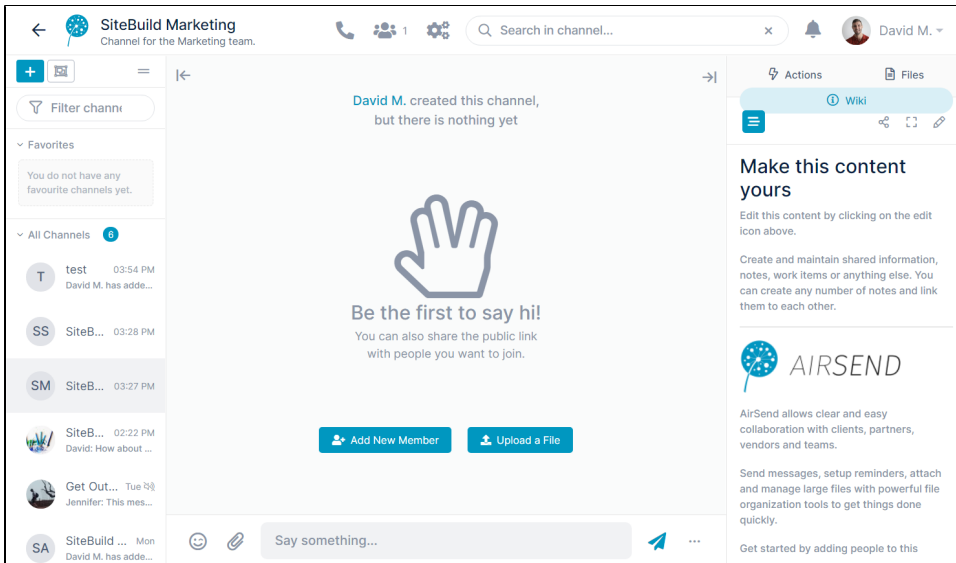 SiteBuild Marketing
Channel for the Marketing team.
1
Search in channel...
David M.
Filter channe
Favorites
You do not have any
favourite channels yet.
All Channels 6
T
test 03:54 PM
David M. has adde...
SS
SiteB... 03:28 PM
SM
SiteB... 03:27 PM
SiteB... 02:22 PM
David: How about ...
Get Out... Tue
Jennifer: This mes...
SA
SiteBuild ... Mon
David M. has adde...
David M. created this channel,
but there is nothing yet
Be the first to say hi!
You can also share the public link
with people you want to join.
Add New Member
Upload a File
Say something...
Actions
Files
Wiki
Make this content
yours
Edit this content by clicking on the edit
icon above.
Create and maintain shared information,
notes, work items or anything else. You
can create any number of notes and link
them to each other.
AIRSEND
AirSend allows clear and easy
collaboration with clients, partners,
vendors and teams.
Send messages, setup reminders, attach
and manage large files with powerful file
organization tools to get things done
quickly.
Get started by adding people to this